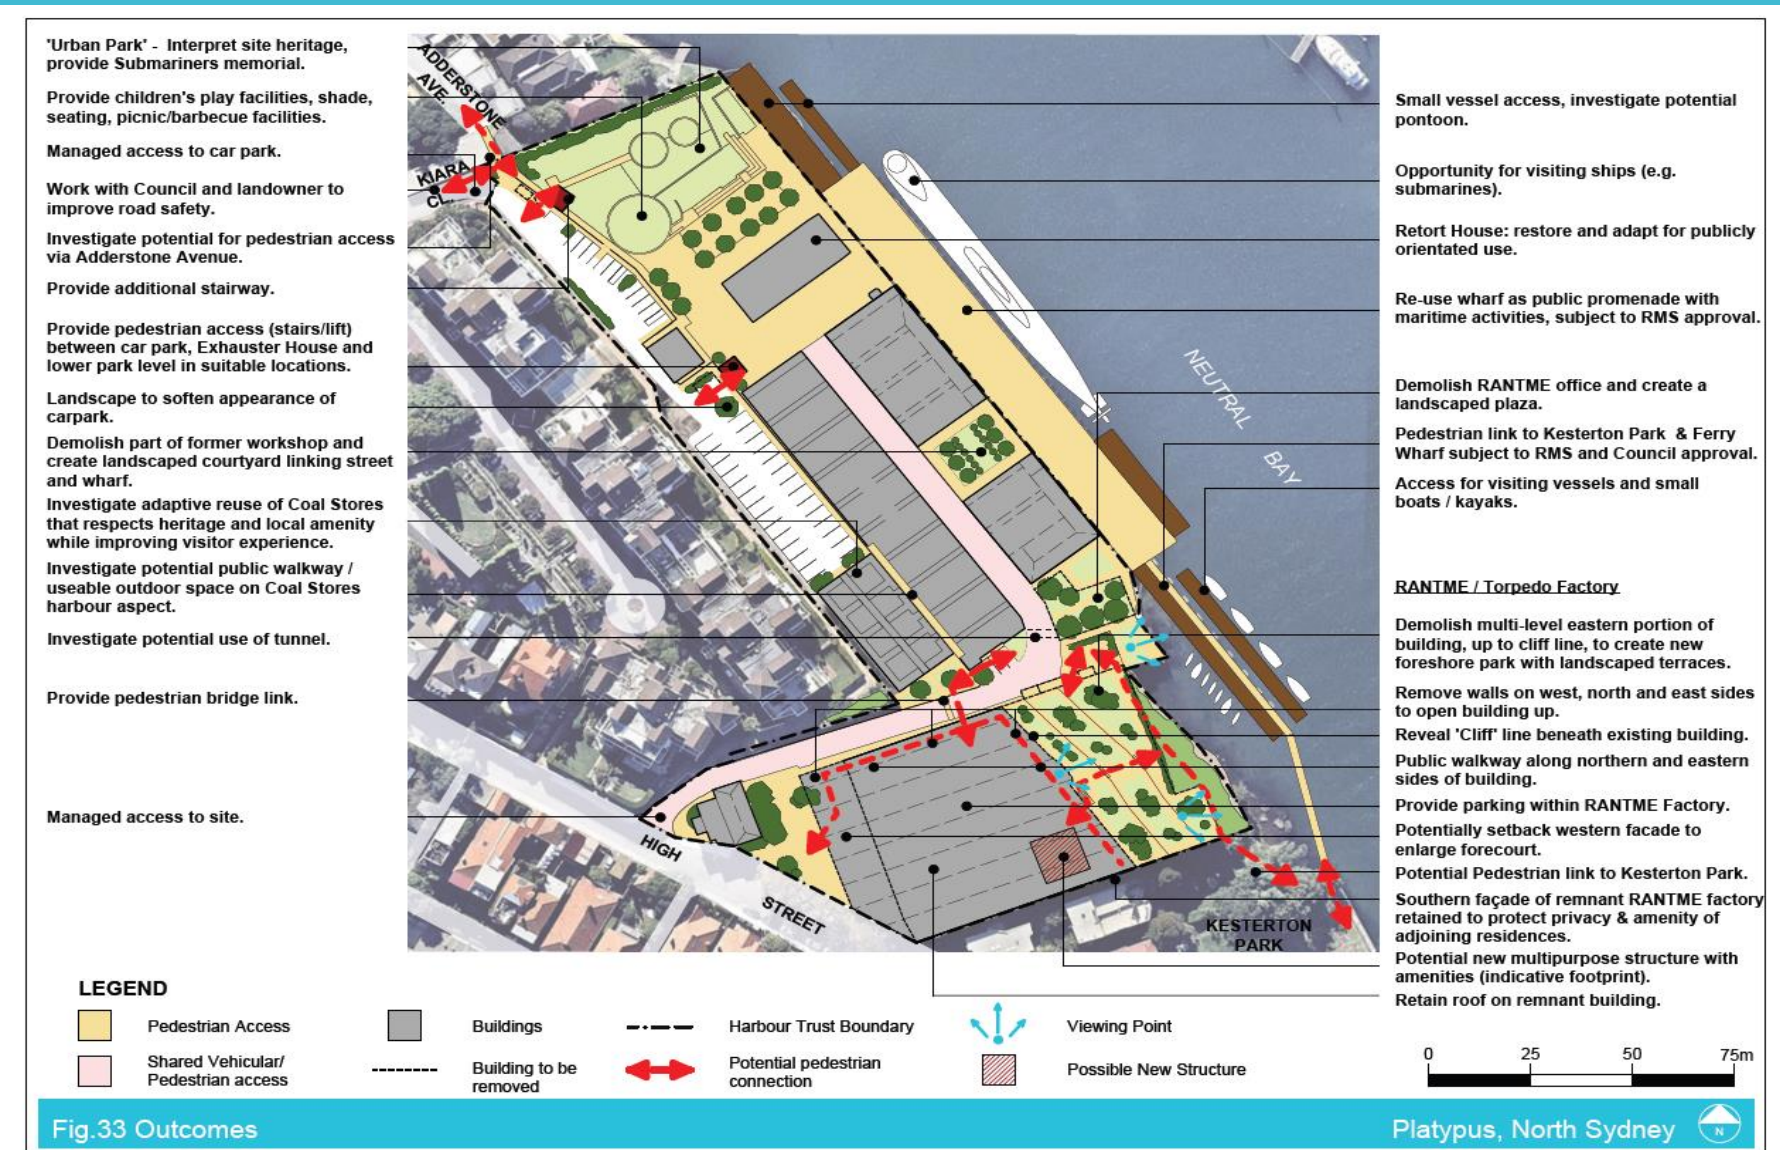 'Urban Park' - Interpret site heritage,
provide Submariners memorial.
Provide children's play facilities, shade,
seating, picnic/barbecue facilities.
Managed access to car park.
Work with Council and landowner to
improve road safety.
Investigate potential for pedestrian access
via Adderstone Avenue.
Provide additional stairway.
Provide pedestrian access (stairs/lift)
between car park, Exhauster House and
lower park level in suitable locations.
Landscape to soften appearance of
carpark.
Demolish part of former workshop and
create landscaped courtyard linking street
and wharf.
Investigate adaptive reuse of Coal Stores
that respects heritage and local amenity
while improving visitor experience.
Investigate potential public walkway /
useable outdoor space on Coal Stores
harbour aspect.
Investigate potential use of tunnel.
Provide pedestrian bridge link.
Managed access to site.
ADDERSTONE
AVE.
KIARA
CL.
NEUTRAL
BAY
HIGH
STREET
KESTERTON
PARK
Small vessel access, investigate potential
pontoon.
Opportunity for visiting ships (e.g.
submarines).
Retort House: restore and adapt for publicly
orientated use.
Re-use wharf as public promenade with
maritime activities, subject to RMS approval.
Demolish RANTME office and create a
landscaped plaza.
Pedestrian link to Kesterton Park & Ferry
Wharf subject to RMS and Council approval.
Access for visiting vessels and small
boats / kayaks.
RANTME / Torpedo Factory
Demolish multi-level eastern portion of
building, up to cliff line, to create new
foreshore park with landscaped terraces.
Remove walls on west, north and east sides
to open building up.
Reveal 'Cliff' line beneath existing building.
Public walkway along northern and eastern
sides of building.
Provide parking within RANTME Factory.
Potentially setback western facade to
enlarge forecourt.
Potential Pedestrian link to Kesterton Park.
Southern façade of remnant RANTME factory
retained to protect privacy & amenity of
adjoining residences.
Potential new multipurpose structure with
amenities (indicative footprint).
Retain roof on remnant building.
LEGEND
Pedestrian Access
Shared Vehicular/
Pedestrian access
Buildings
Building to be
removed
Harbour Trust Boundary
Potential pedestrian
connection
Viewing Point
Possible New Structure
0 25 50 75m
Fig.33 Outcomes
Platypus, North Sydney
N